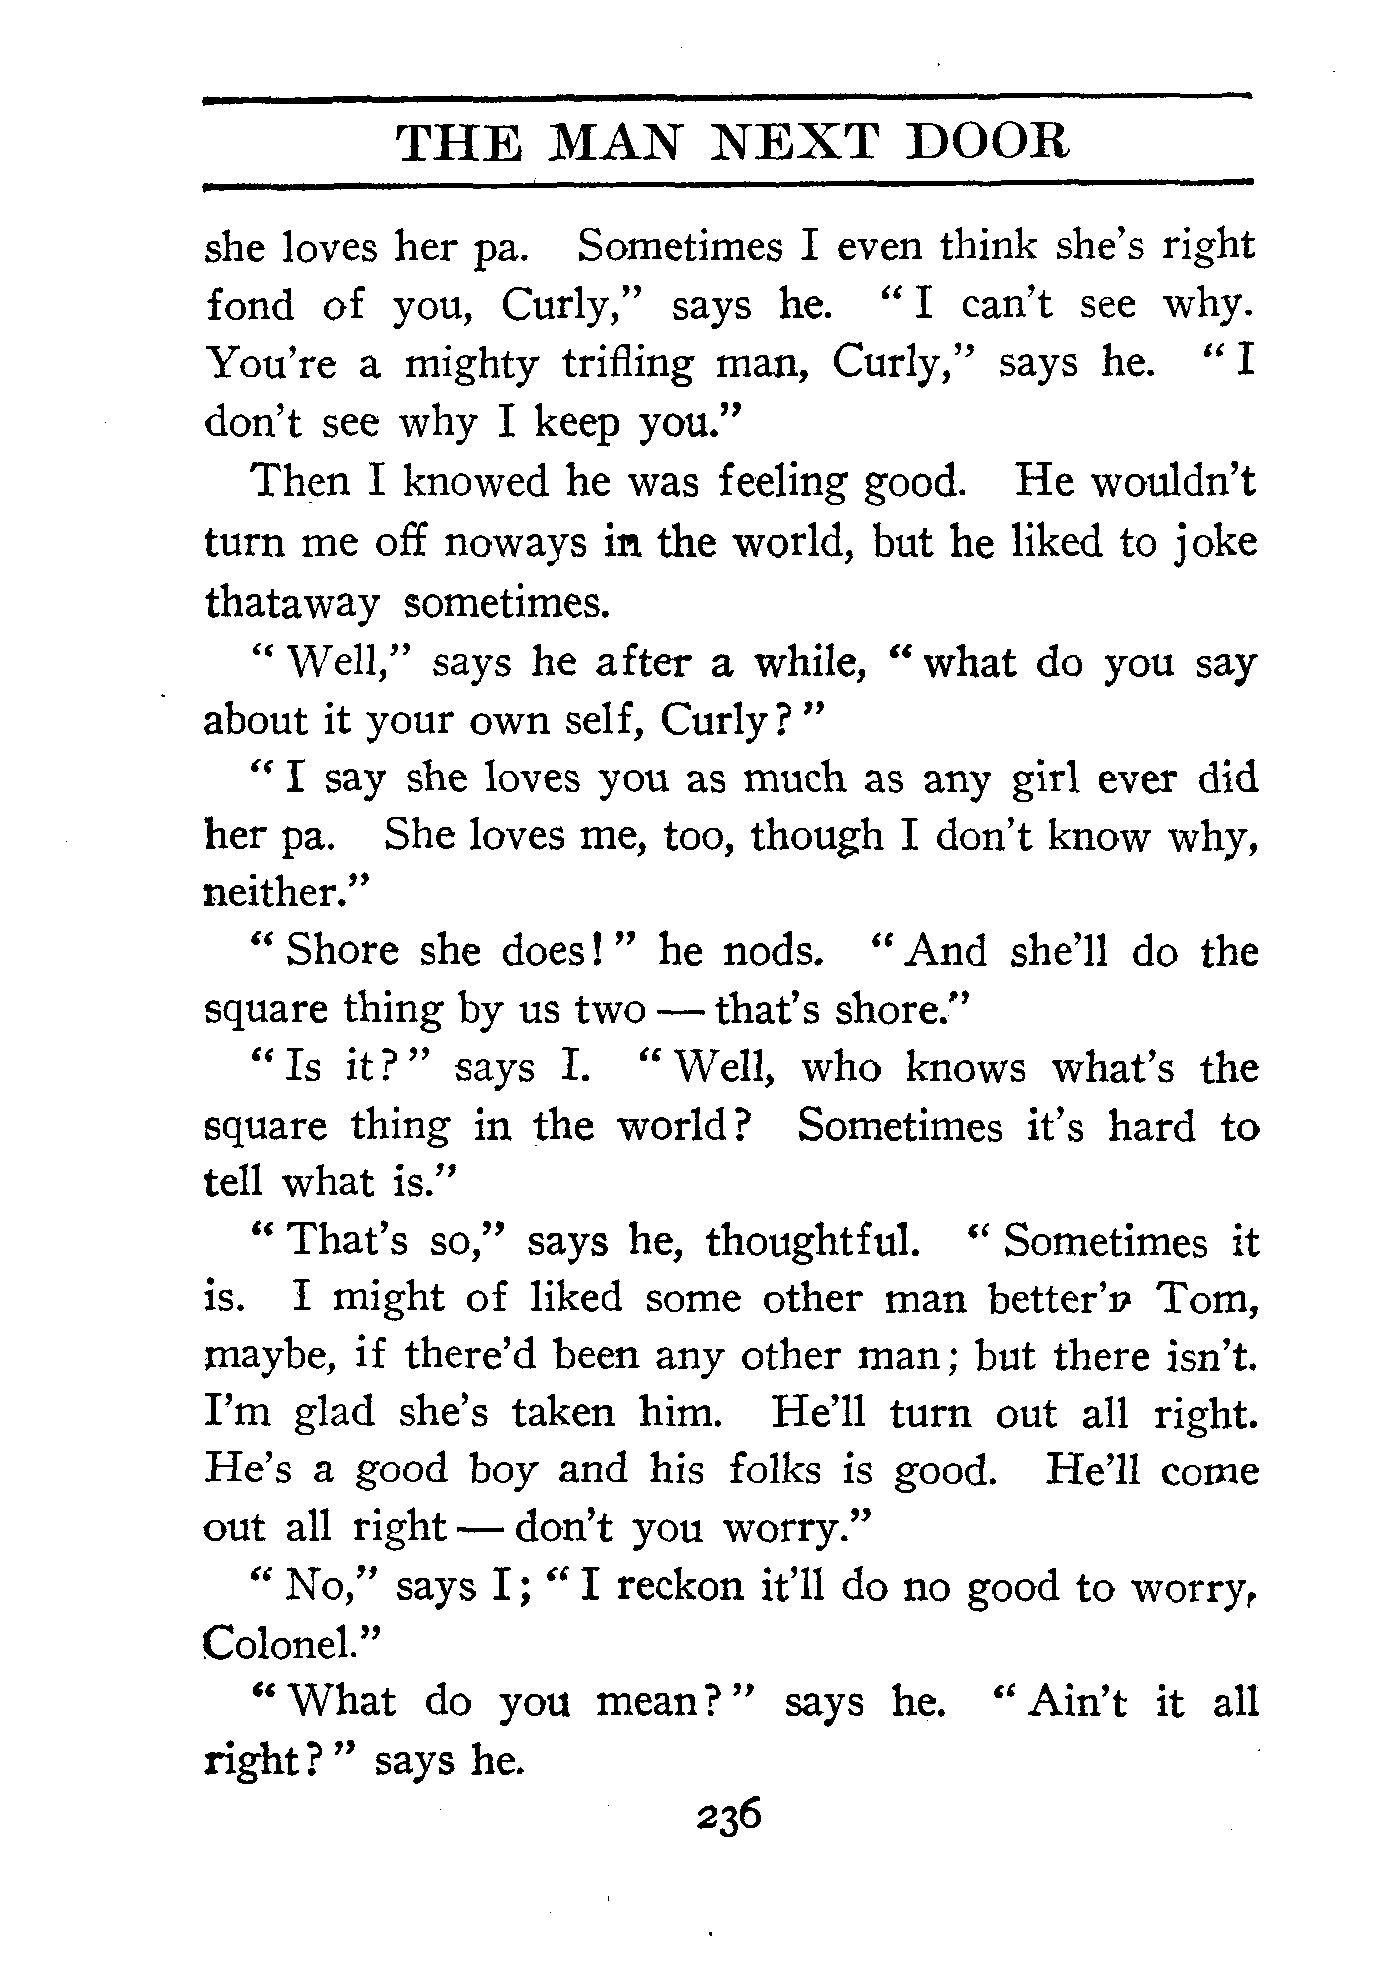 THE MAN NEXT DOOR
she loves her pa. Sometimes I even think she's right
fond of you, Curly," says he. "I can't see why.
You're a mighty trifling man, Curly," says he. "I
don't see why I keep you."
Then I knowed he was feeling good. He wouldn't
turn me off noways in the world, but he liked to joke
thataway sometimes.
"Well," says he after a while, "what do you say
about it your own self, Curly?"
"I say she loves you as much as any girl ever did
her pa. She loves me, too, though I don't know why,
neither."
"Shore she does!" he nods. "And she'll do the
square thing by us two — that's shore."
"Is it?" says I. "Well, who knows what's the
square thing in the world? Sometimes it's hard to
tell what is."
"That's so," says he, thoughtful. "Sometimes it
is. I might of liked some other man better'n Tom,
maybe, if there'd been any other man; but there isn't.
I'm glad she's taken him. He'll turn out all right.
He's a good boy and his folks is good. He'll come
out all right — don't you worry."
"No," says I; "I reckon it'll do no good to worry,
Colonel."
"What do you mean?" says he. "Ain't it all
right?" says he.
236